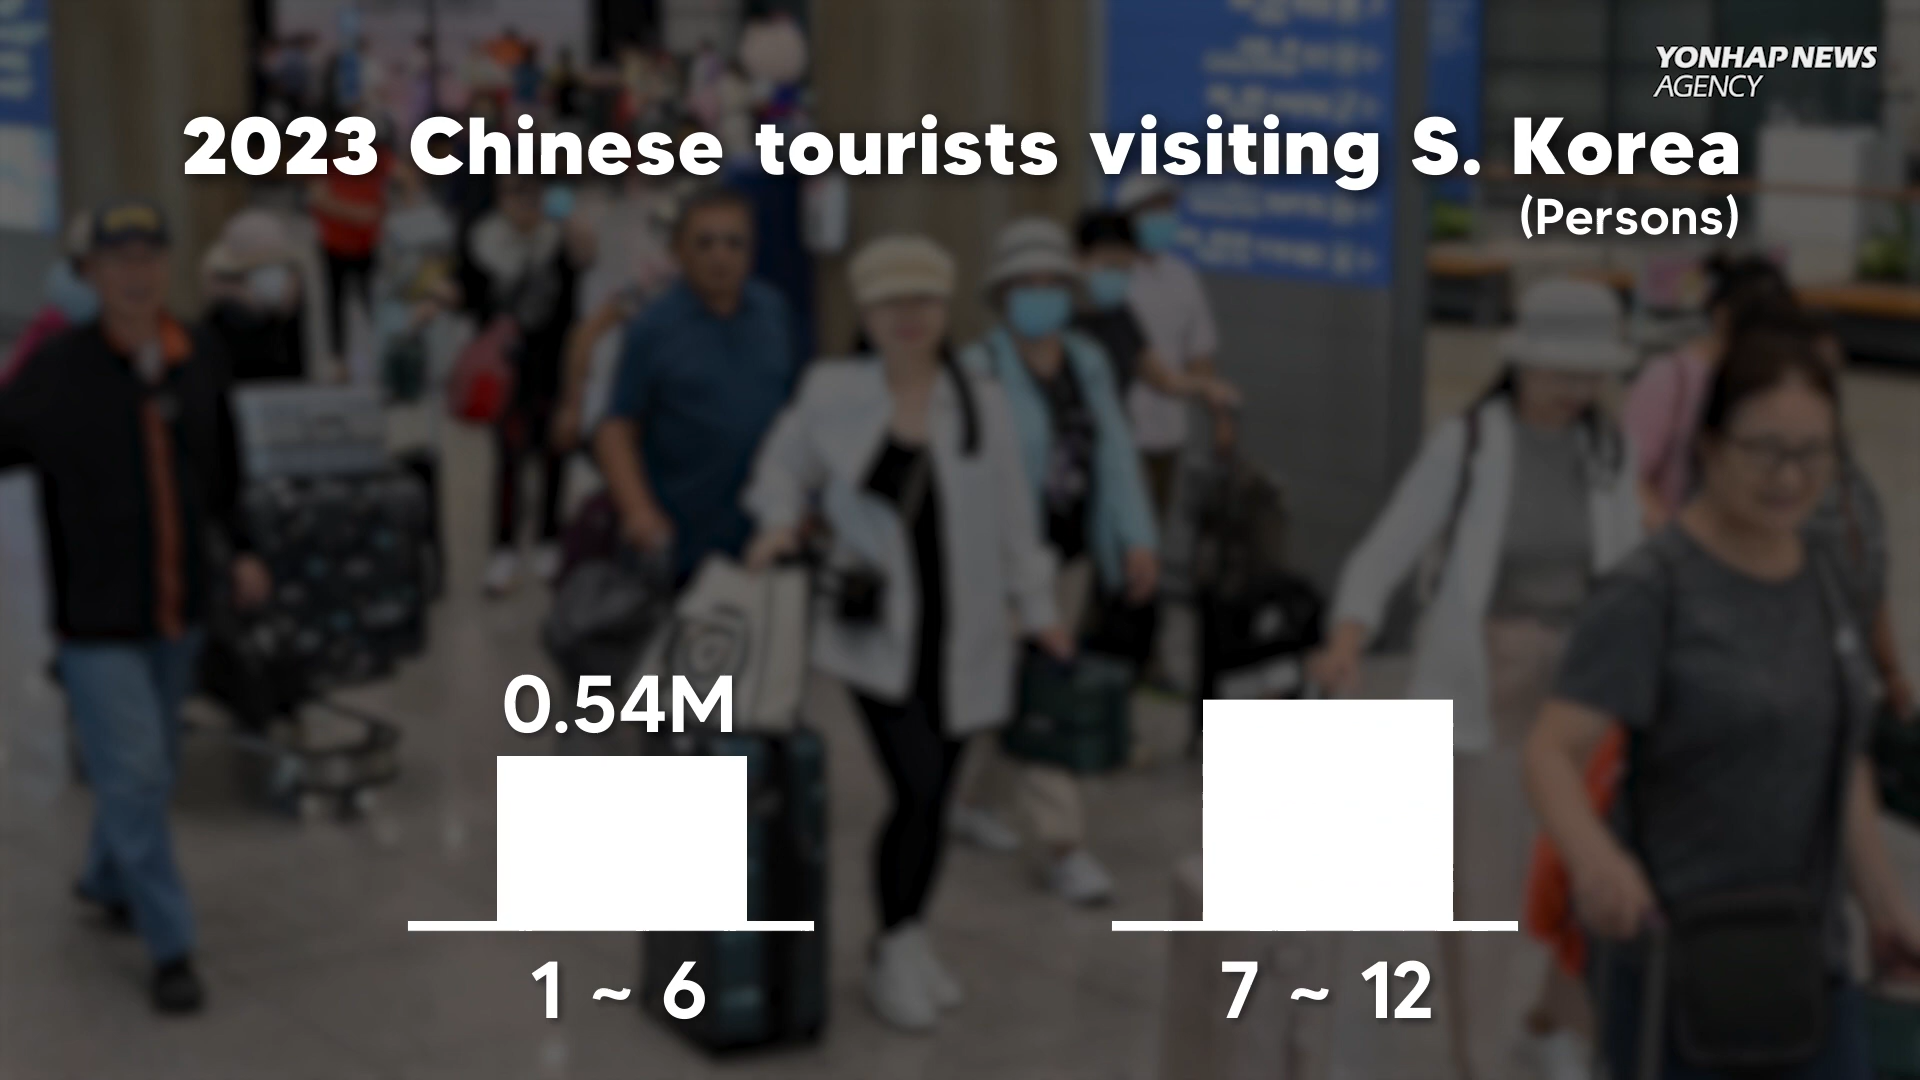 YONHAP NEWS
AGENCY
2023 Chinese tourists visiting S. Korea
(Persons)
0.54M
1 ~ 6
7 ~ 12